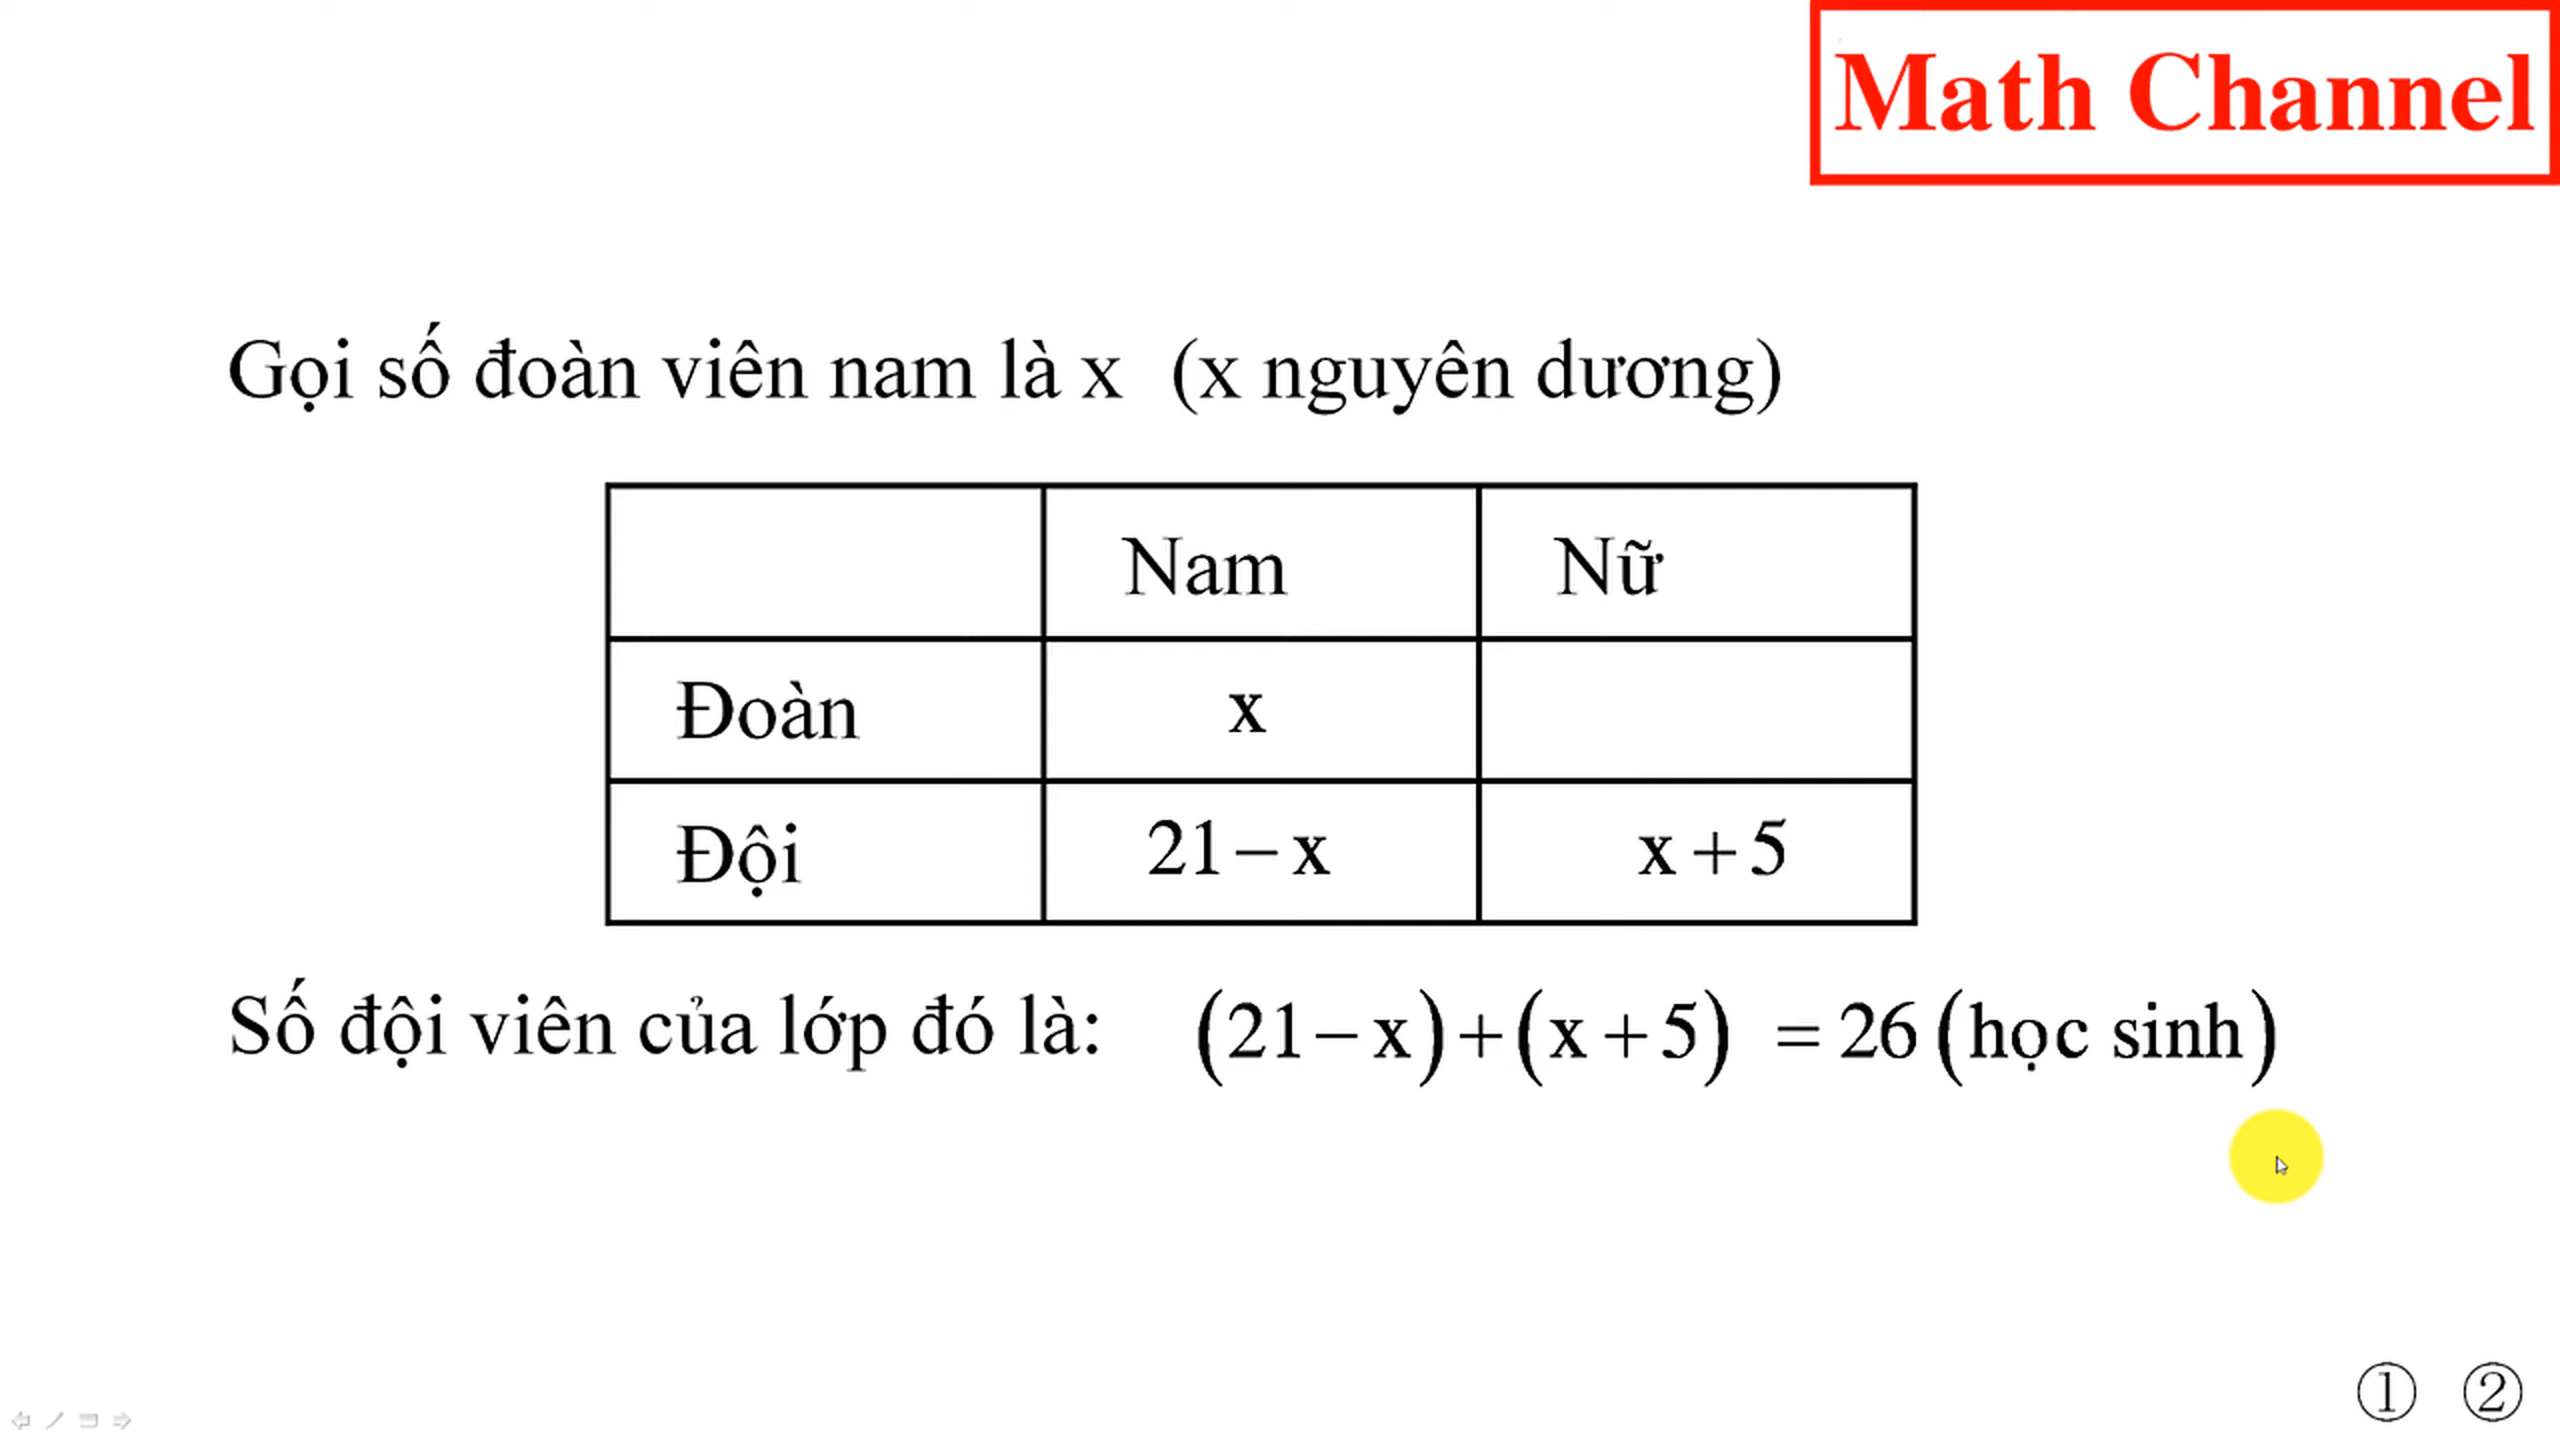 Math Channel
Gọi số đoàn viên nam là x (x nguyên dương)
Nam Nữ
Đoàn x
Đội 21 – x x + 5
Số đội viên của lớp đó là: (21 – x) + (x + 5) = 26 (học sinh)
① ②